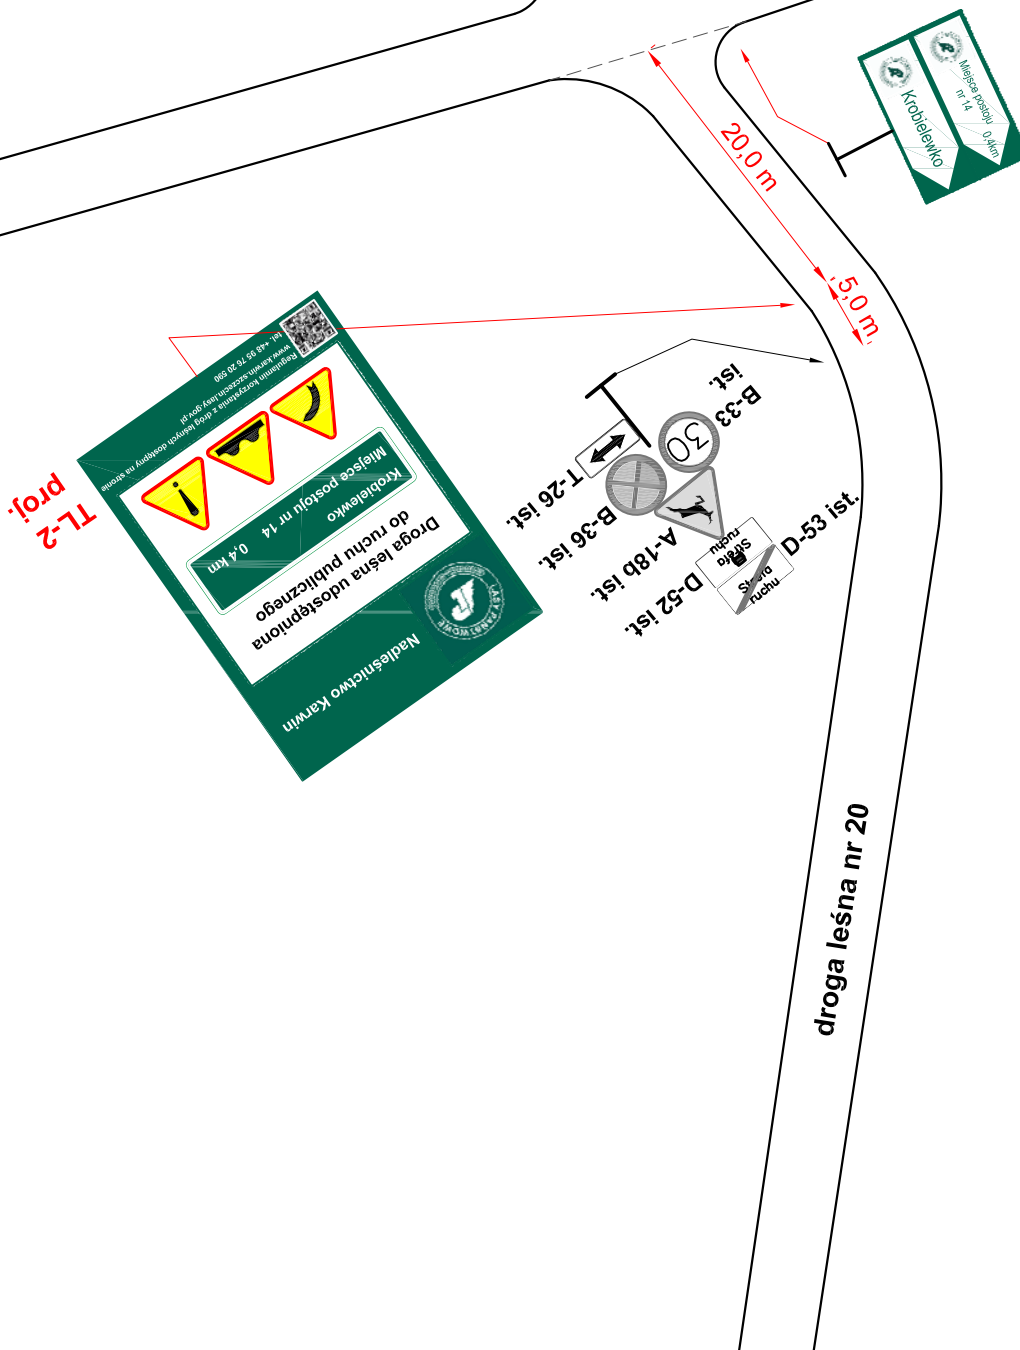 20,0 m
5,0 m
Krobielewko
Miejsce postoju
nr 14
0,4km
TL-2
proj.
Nadleśnictwo Karwin
LASY PAŃSTWOWE
Droga leśna udostępniona
do ruchu publicznego
Krobielewko
Miejsce postoju nr 14 0,4 km
Regulamin korzystania z dróg leśnych dostępny na stronie
www.karwin.szczecin.lasy.gov.pl
tel. +48 95 76 20 590
B-33
ist.
30
T-26 ist.
B-36 ist.
A-18b ist.
D-52 ist.
D-53 ist.
Strefa
ruchu
Strefa
ruchu
droga leśna nr 20